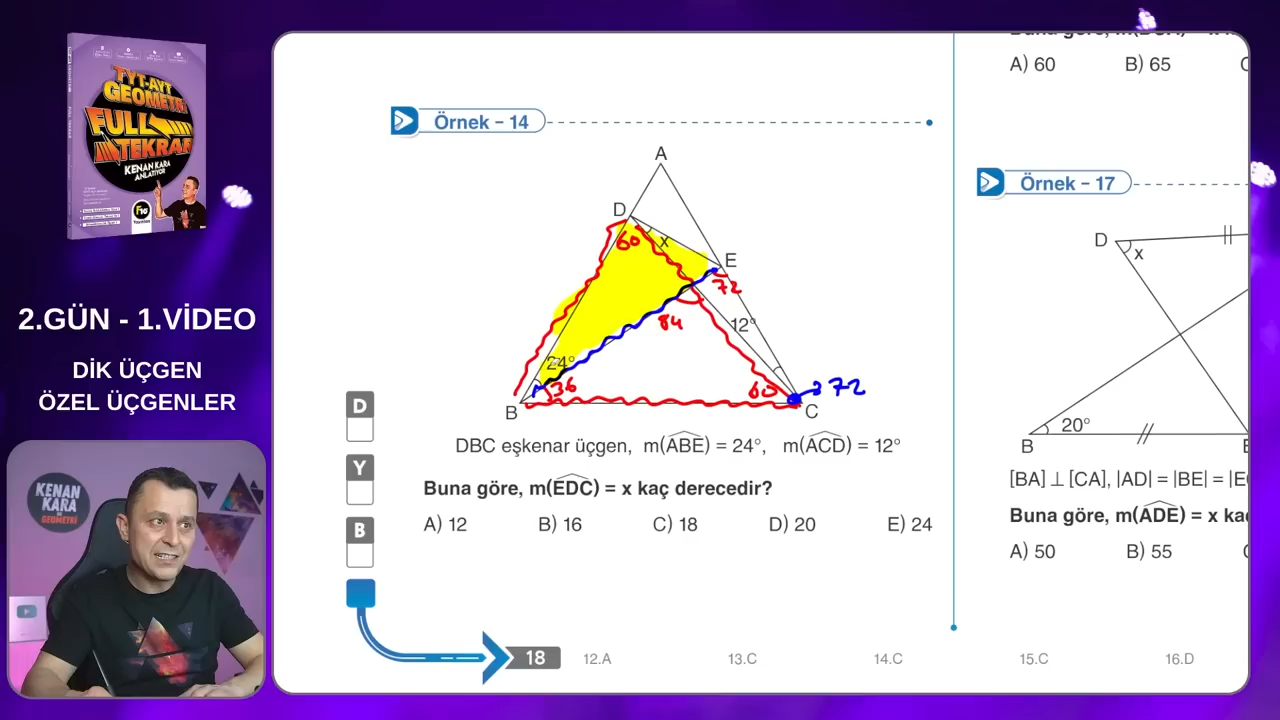 TYT-AYT
GEOMETRİ
FULL
TEKRAR
KENAN KARA
ANLATIYOR
2.GÜN - 1.VİDEO
DİK ÜÇGEN
ÖZEL ÜÇGENLER
KENAN
KARA
GEOMETRİ
D
Y
B
Örnek – 14
A
D
60
x
E
72
84
12°
24°
36
60
72
B
C
DBC eşkenar üçgen, m(ABE) = 24°, m(ACD) = 12°
Buna göre, m(EDC) = x kaç derecedir?
A) 12 B) 16 C) 18 D) 20 E) 24
18
12.A 13.C 14.C 15.C 16.D
A) 60 B) 65
Örnek – 17
D
x
20°
B
[BA] ⊥ [CA], |AD| = |BE| = |E
Buna göre, m(ADE) = x ka
A) 50 B) 55